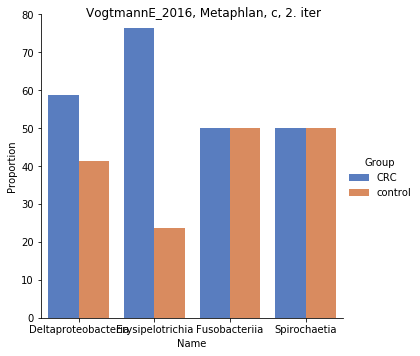 VogtmannE_2016, Metaphlan, c, 2. iter
80
70
60
50
40
30
20
10
0
Proportion
Deltaproteobacteria Erysipelotrichia Fusobacteriia Spirochaetia
Name
Group
CRC
control